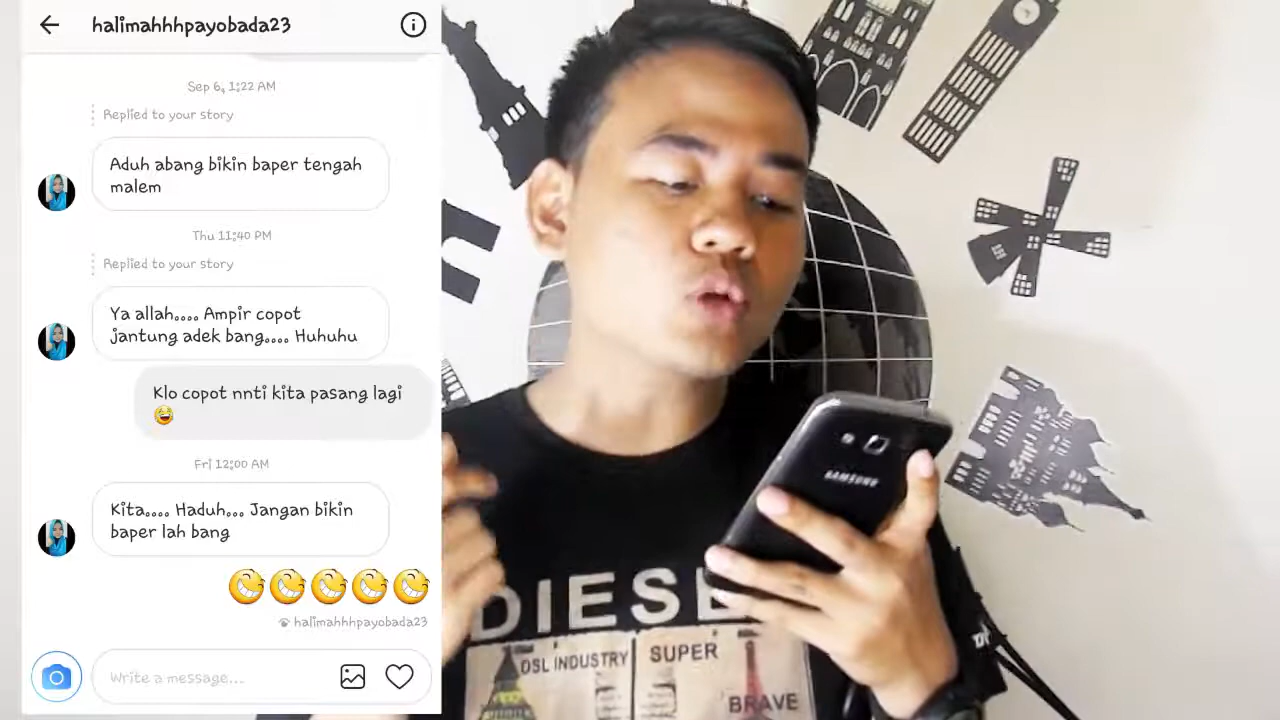 halimahhhpayobada23
Sep 6, 1:22 AM
Replied to your story
Aduh abang bikin baper tengah
malem
Thu 11:40 PM
Replied to your story
Ya allah.... Ampir copot
jantung adek bang.... Huhuhu
Klo copot nnti kita pasang lagi
😂
Fri 12:00 AM
Kita.... Haduh... Jangan bikin
baper lah bang
halimahhhpayobada23
Write a message...
SAMSUNG
DIESE
DSL INDUSTRY
SUPER
BRAVE